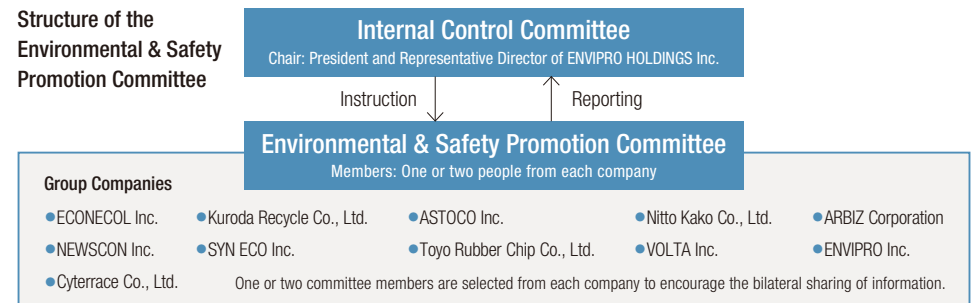 Structure of the
Environmental & Safety
Promotion Committee
Internal Control Committee
Chair: President and Representative Director of ENVIPRO HOLDINGS Inc.
Instruction
Reporting
Environmental & Safety Promotion Committee
Members: One or two people from each company
Group Companies
●ECONECOL Inc. ●Kuroda Recycle Co., Ltd. ●ASTOCO Inc. ●Nitto Kako Co., Ltd. ●ARBIZ Corporation
●NEWSCON Inc. ●SYN ECO Inc. ●Toyo Rubber Chip Co., Ltd. ●VOLTA Inc. ●ENVIPRO Inc.
●Cyterrace Co., Ltd. One or two committee members are selected from each company to encourage the bilateral sharing of information.